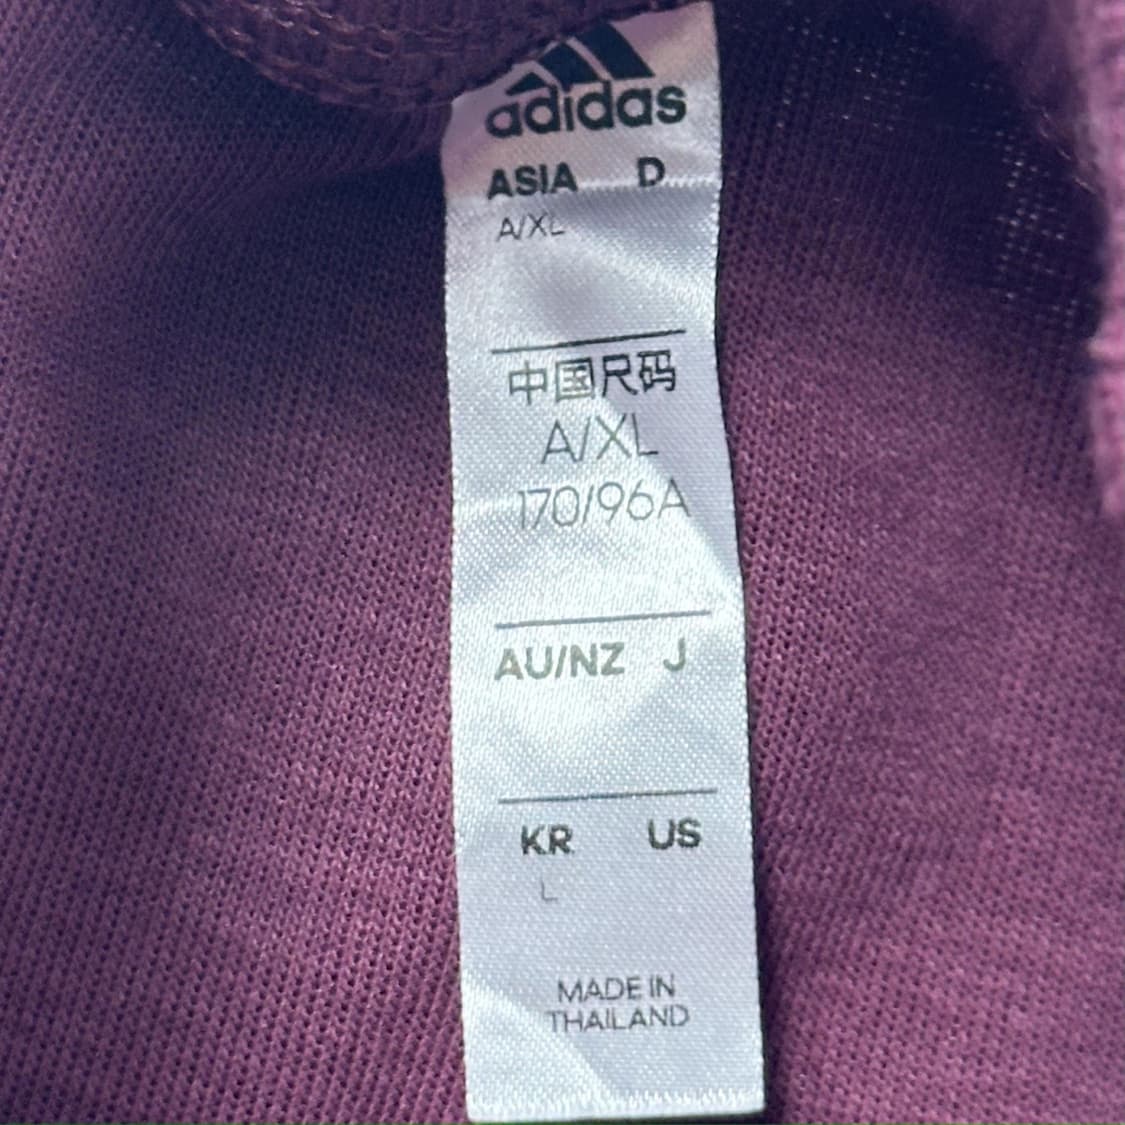 adidas
ASIA D
A/XL
中国尺码
A/XL
170/96A
AU/NZ J
KR US
L
MADE IN
THAILAND